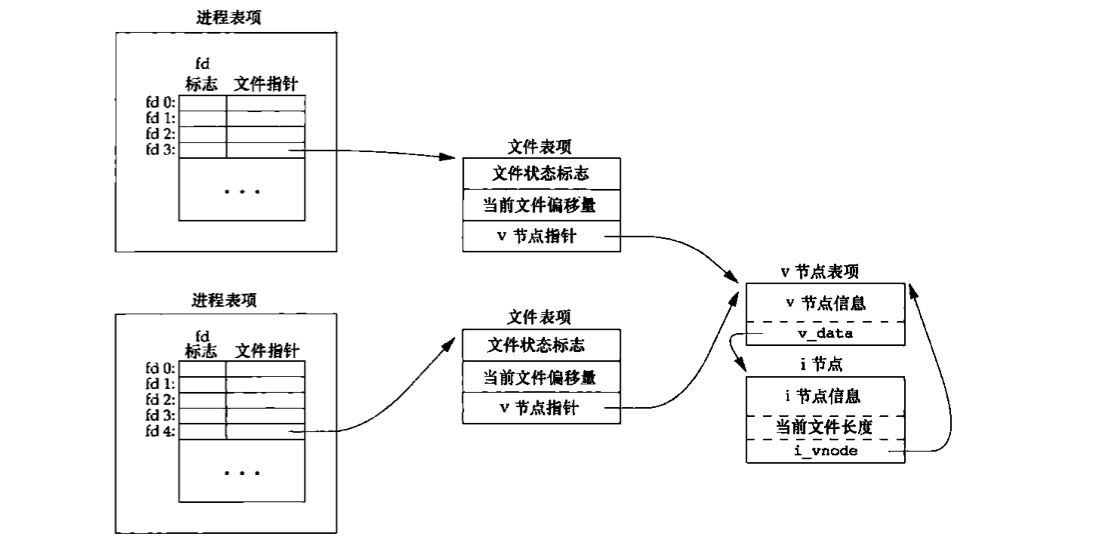 进程表项
fd
标志 文件指针
fd 0:
fd 1:
fd 2:
fd 3:
· · ·
文件表项
文件状态标志
当前文件偏移量
v 节点指针
v 节点表项
v 节点信息
v_data
i 节点
i 节点信息
当前文件长度
i_vnode
进程表项
fd
标志 文件指针
fd 0:
fd 1:
fd 2:
fd 3:
fd 4:
· · ·
文件表项
文件状态标志
当前文件偏移量
v 节点指针